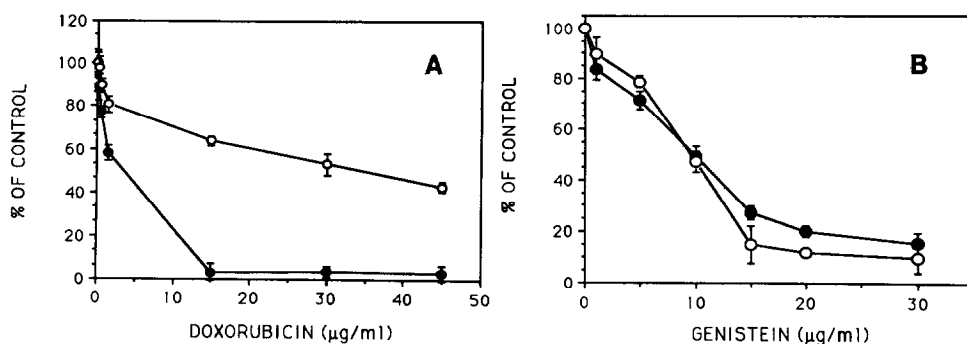 A
% OF CONTROL
120
100
80
60
40
20
0
0 10 20 30 40 50
DOXORUBICIN (µg/ml)
B
% OF CONTROL
100
80
60
40
20
0
0 10 20 30
GENISTEIN (µg/ml)